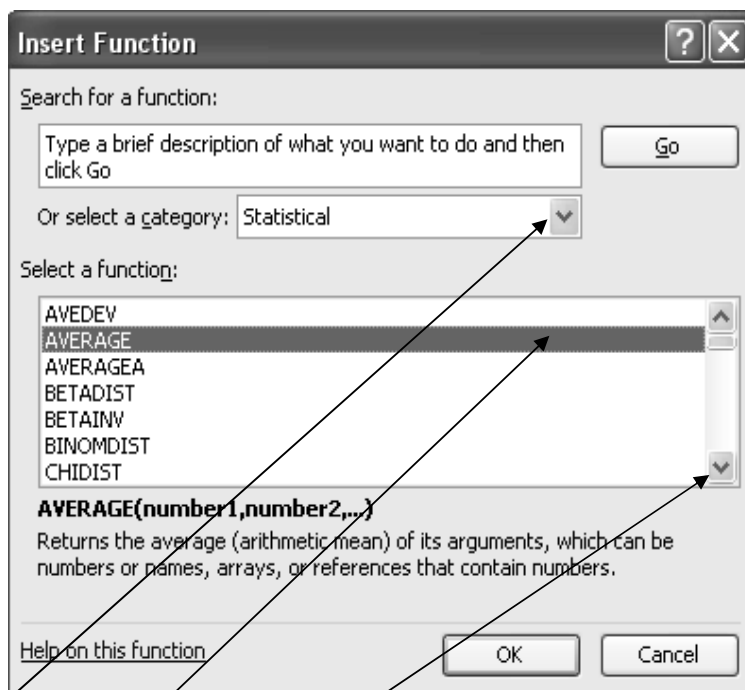 Insert Function
Search for a function:
Type a brief description of what you want to do and then
click Go
Go
Or select a category: Statistical
Select a function:
AVEDEV
AVERAGE
AVERAGEA
BETADIST
BETAINV
BINOMDIST
CHIDIST
AVERAGE(number1,number2,...)
Returns the average (arithmetic mean) of its arguments, which can be
numbers or names, arrays, or references that contain numbers.
Help on this function
OK
Cancel